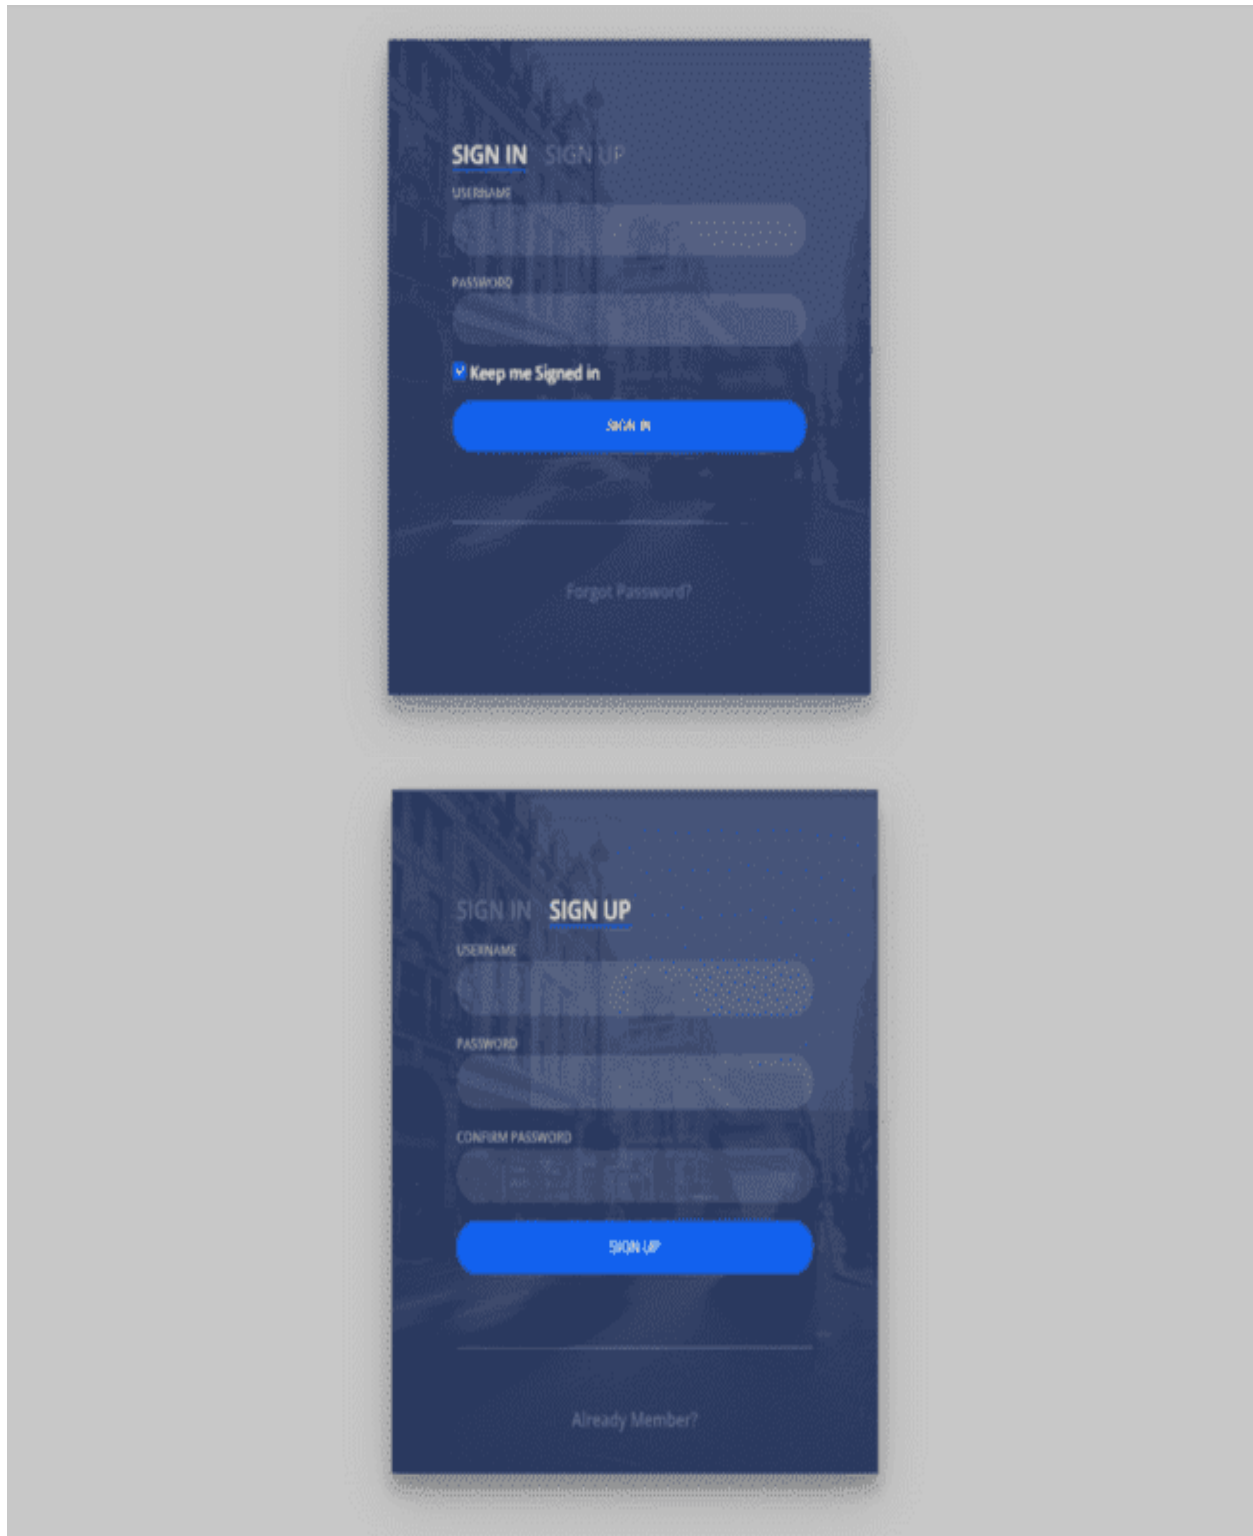 SIGN IN SIGN UP
USERNAME
PASSWORD
Keep me Signed in
SIGN IN
Forgot Password?
SIGN IN SIGN UP
USERNAME
PASSWORD
CONFIRM PASSWORD
SIGN UP
Already Member?